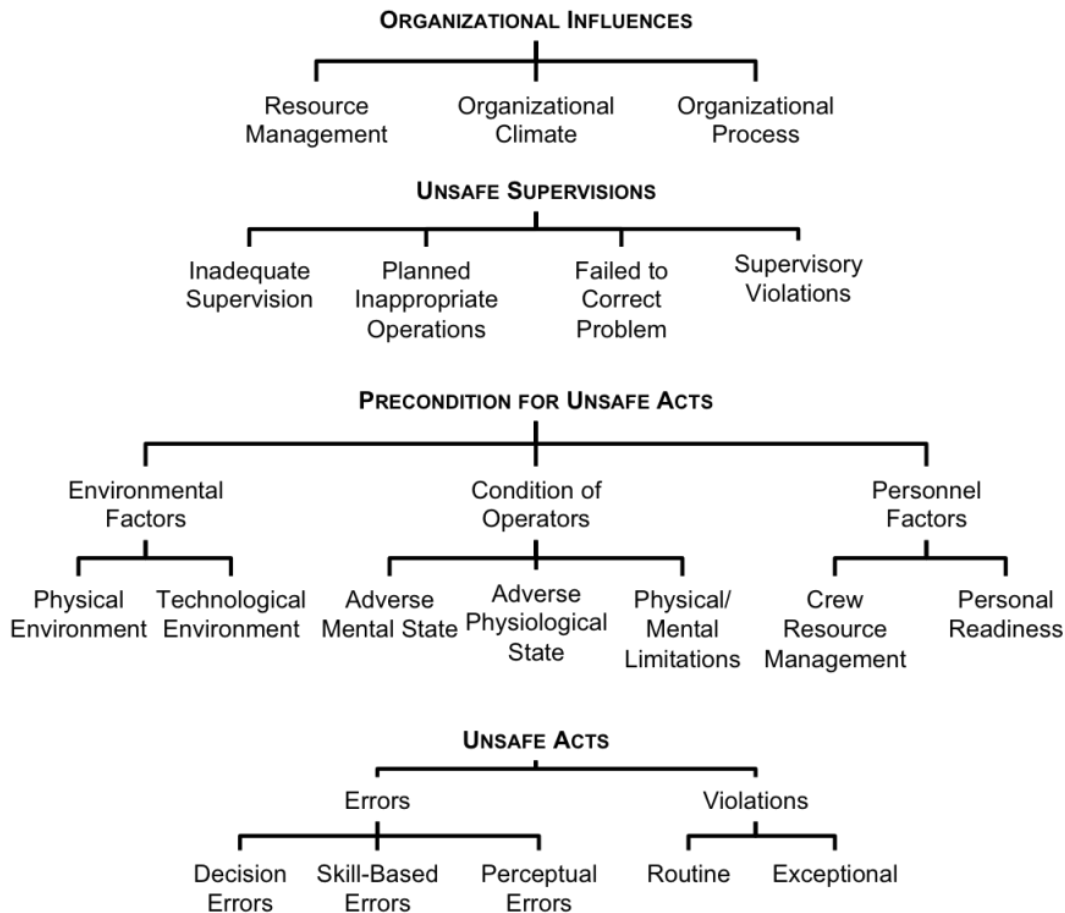 ORGANIZATIONAL INFLUENCES
Resource
Management
Organizational
Climate
Organizational
Process
UNSAFE SUPERVISIONS
Inadequate
Supervision
Planned
Inappropriate
Operations
Failed to
Correct
Problem
Supervisory
Violations
PRECONDITION FOR UNSAFE ACTS
Environmental
Factors
Condition of
Operators
Personnel
Factors
Physical
Environment
Technological
Environment
Adverse
Mental State
Adverse
Physiological
State
Physical/
Mental
Limitations
Crew
Resource
Management
Personal
Readiness
UNSAFE ACTS
Errors
Violations
Decision
Errors
Skill-Based
Errors
Perceptual
Errors
Routine
Exceptional